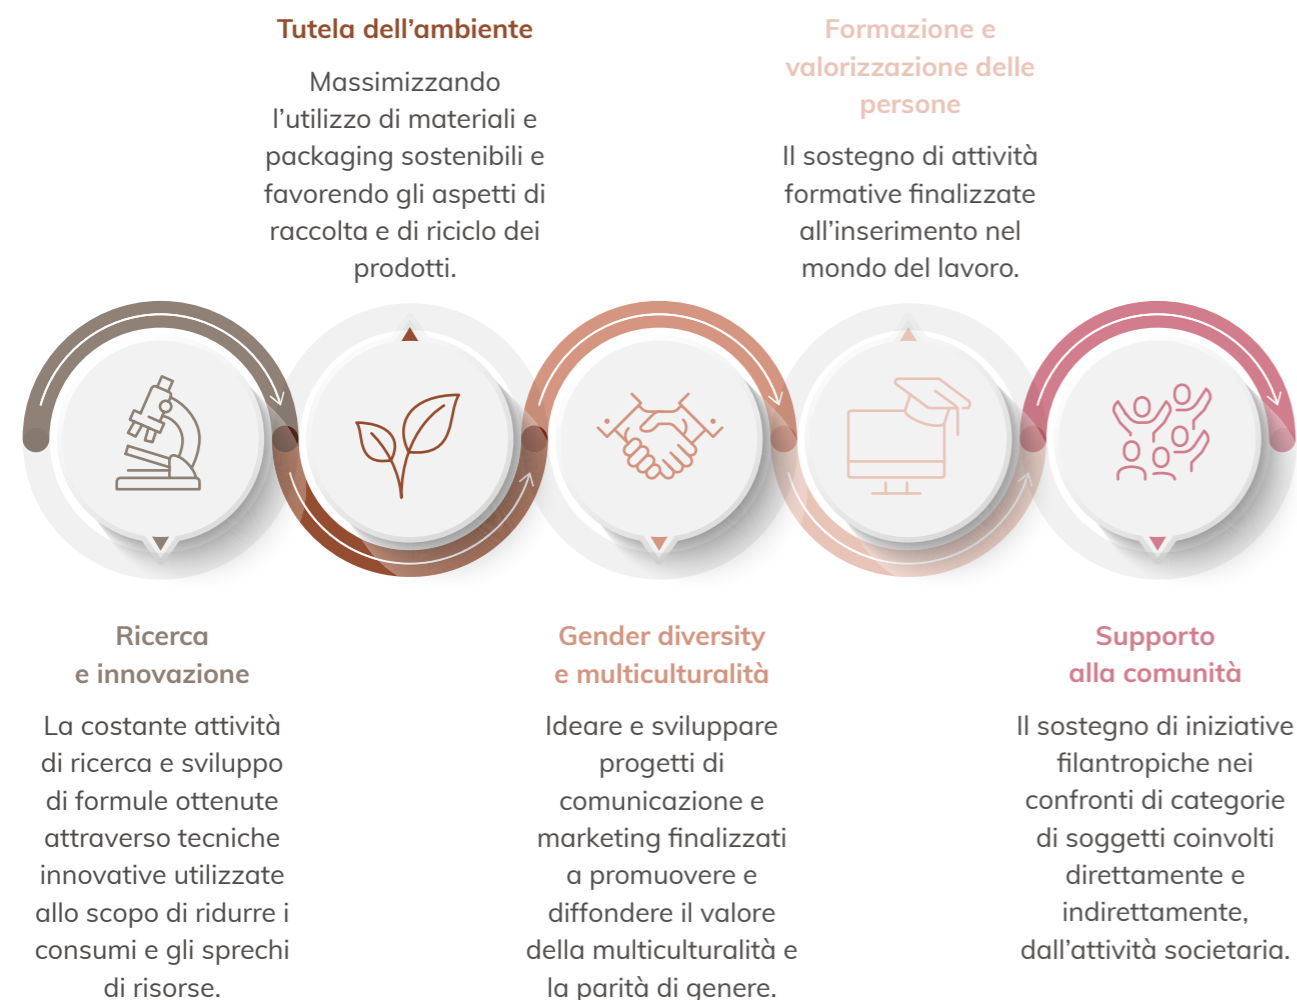 Tutela dell’ambiente
Massimizzando
l’utilizzo di materiali e
packaging sostenibili e
favorendo gli aspetti di
raccolta e di riciclo dei
prodotti.
Formazione e
valorizzazione delle
persone
Il sostegno di attività
formative finalizzate
all’inserimento nel
mondo del lavoro.
Ricerca
e innovazione
La costante attività
di ricerca e sviluppo
di formule ottenute
attraverso tecniche
innovative utilizzate
allo scopo di ridurre i
consumi e gli sprechi
di risorse.
Gender diversity
e multiculturalità
Ideare e sviluppare
progetti di
comunicazione e
marketing finalizzati
a promuovere e
diffondere il valore
della multiculturalità e
la parità di genere.
Supporto
alla comunità
Il sostegno di iniziative
filantropiche nei
confronti di categorie
di soggetti coinvolti
direttamente e
indirettamente,
dall’attività societaria.